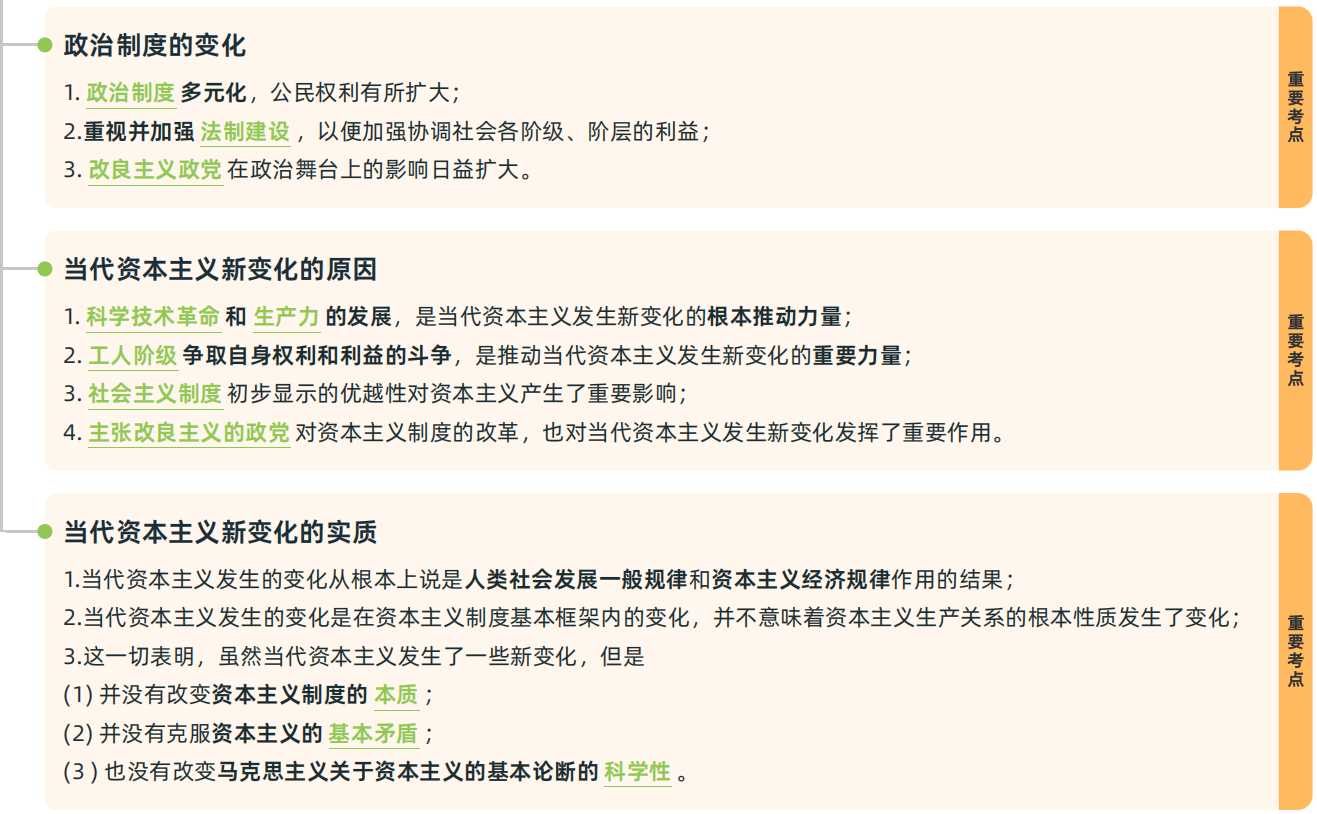 政治制度的变化
1. 政治制度 多元化，公民权利有所扩大；
2.重视并加强 法制建设 ，以便加强协调社会各阶级、阶层的利益；
3. 改良主义政党 在政治舞台上的影响日益扩大。
重要考点
当代资本主义新变化的原因
1. 科学技术革命 和 生产力 的发展，是当代资本主义发生新变化的根本推动力量；
2. 工人阶级 争取自身权利和利益的斗争，是推动当代资本主义发生新变化的重要力量；
3. 社会主义制度 初步显示的优越性对资本主义产生了重要影响；
4. 主张改良主义的政党 对资本主义制度的改革，也对当代资本主义发生新变化发挥了重要作用。
重要考点
当代资本主义新变化的实质
1.当代资本主义发生的变化从根本上说是人类社会发展一般规律和资本主义经济规律作用的结果；
2.当代资本主义发生的变化是在资本主义制度基本框架内的变化，并不意味着资本主义生产关系的根本性质发生了变化；
3.这一切表明，虽然当代资本主义发生了一些新变化，但是
(1) 并没有改变资本主义制度的 本质 ；
(2) 并没有克服资本主义的 基本矛盾 ；
(3 ) 也没有改变马克思主义关于资本主义的基本论断的 科学性 。
重要考点